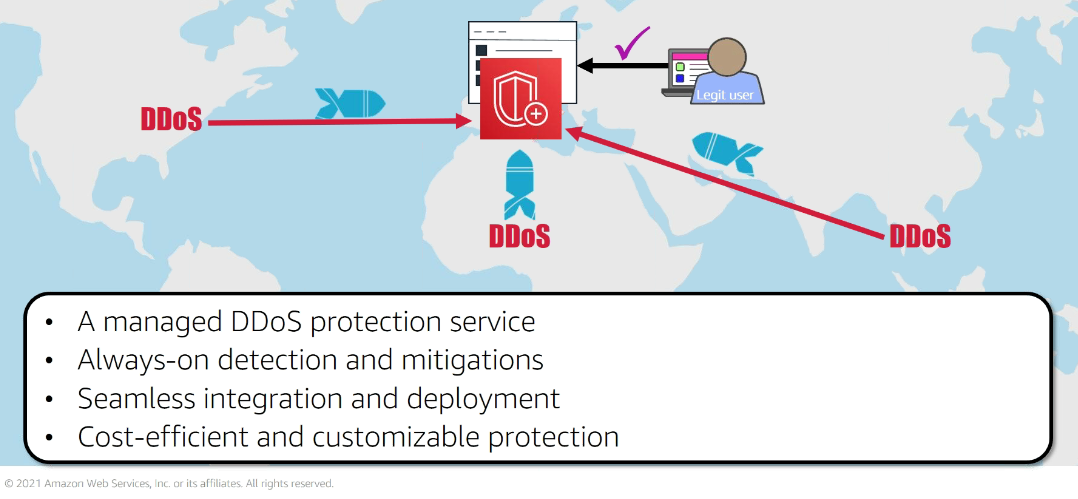 Legit user
DDoS
DDoS
DDoS
• A managed DDoS protection service
• Always-on detection and mitigations
• Seamless integration and deployment
• Cost-efficient and customizable protection
© 2021 Amazon Web Services, Inc. or its affiliates. All rights reserved.